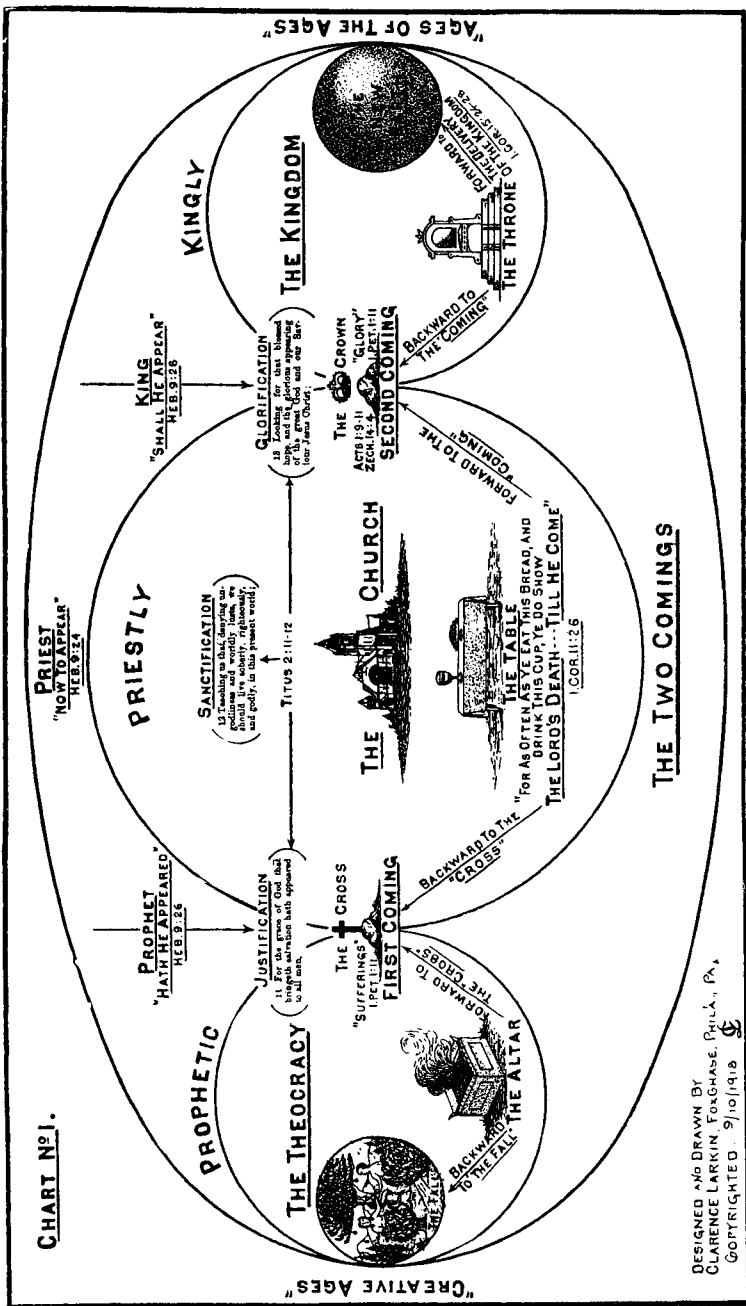 CHART Nº 1.
"CREATIVE AGES"
"AGES OF THE AGES"
PROPHET
"HATH HE APPEARED"
HEB. 9:26
PRIEST
"NOW TO APPEAR"
HEB. 9:24
KING
"SHALL HE APPEAR"
HEB. 9:28
PROPHETIC
PRIESTLY
KINGLY
THE THEOCRACY
JUSTIFICATION
11 For the grace of God that
bringeth salvation hath appeared
to all men,
SANCTIFICATION
12 Teaching us that, denying un-
godliness and worldly lusts, we
should live soberly, righteously,
and godly, in this present world;
TITUS 2:11-12
GLORIFICATION
13 Looking for that blessed
hope, and the glorious appearing
of the great God and our Sav-
iour Jesus Christ;
THE KINGDOM
THE FALL
BACKWARD
TO THE FALL"
THE ALTAR
FORWARD TO
THE "CROSS"
THE CROSS
"SUFFERINGS"
1. PET. 1:11
FIRST COMING
BACKWARD TO THE
"CROSS"
THE CHURCH
THE TABLE
"FOR AS OFTEN AS YE EAT THIS BREAD, AND
DRINK THIS CUP, YE DO SHOW
THE LORD'S DEATH --- TILL HE COME"
1. COR. 11:26
FORWARD TO THE
"COMING"
THE CROWN
ACTS 1:9-11
ZECH. 14:4
"GLORY"
1. PET. 1:11
SECOND COMING
BACKWARD TO
THE "COMING"
THE THRONE
FORWARD TO
THE DELIVERY
OF THE KINGDOM
1. COR. 15:24-28
THE TWO COMINGS
DESIGNED AND DRAWN BY
CLARENCE LARKIN, FOXCHASE, PHILA., PA.
COPYRIGHTED 9/10/1918